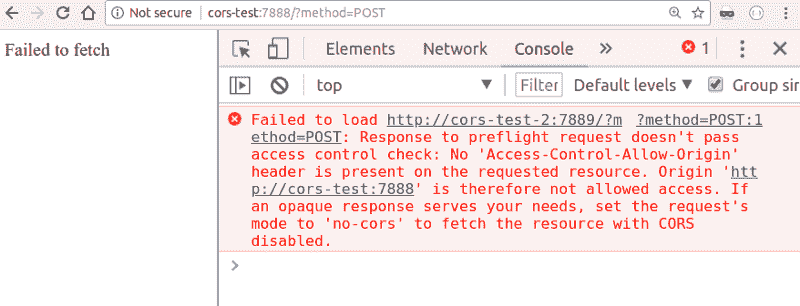 Not secure | cors-test:7888/?method=POST
Failed to fetch
Elements Network Console » 1
top Filter Default levels Group sir
Failed to load http://cors-test-2:7889/?m ?method=POST:1
ethod=POST: Response to preflight request doesn't pass
access control check: No 'Access-Control-Allow-Origin'
header is present on the requested resource. Origin 'htt
p://cors-test:7888' is therefore not allowed access. If
an opaque response serves your needs, set the request's
mode to 'no-cors' to fetch the resource with CORS
disabled.